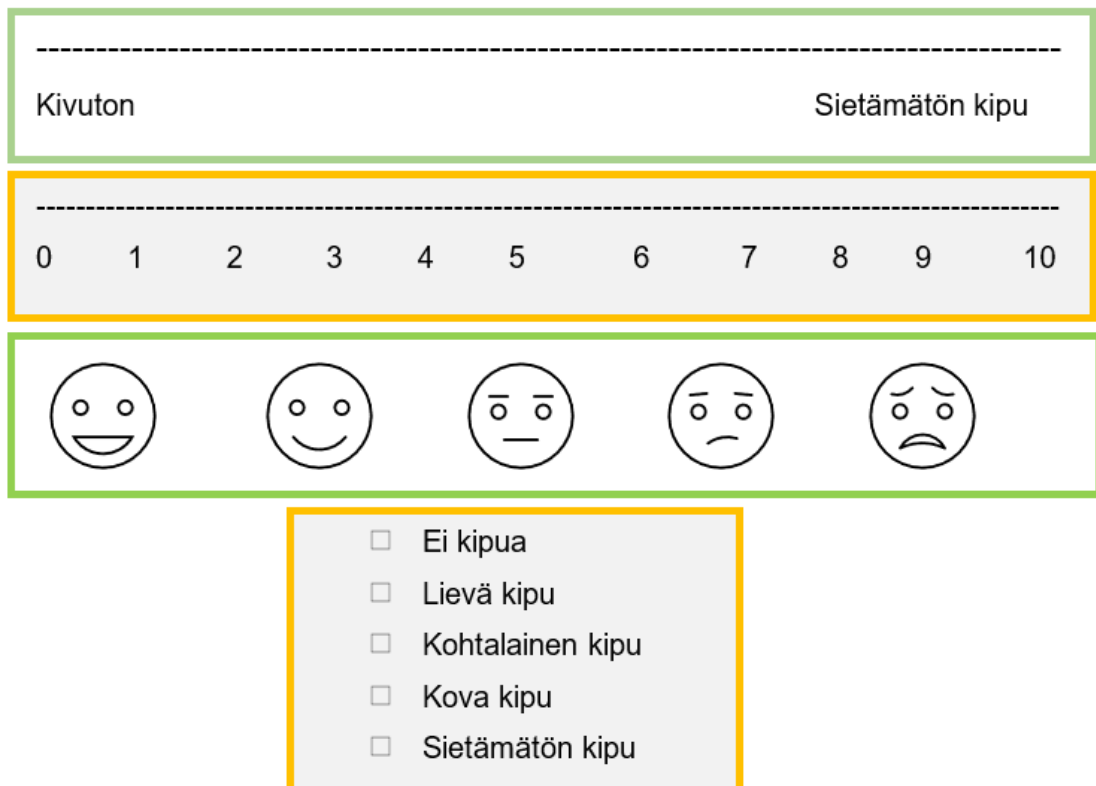 Kivuton Sietämätön kipu
0 1 2 3 4 5 6 7 8 9 10
Ei kipua
Lievä kipu
Kohtalainen kipu
Kova kipu
Sietämätön kipu